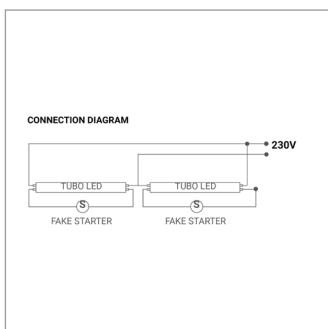 CONNECTION DIAGRAM
230V
TUBO LED TUBO LED
S S
FAKE STARTER FAKE STARTER